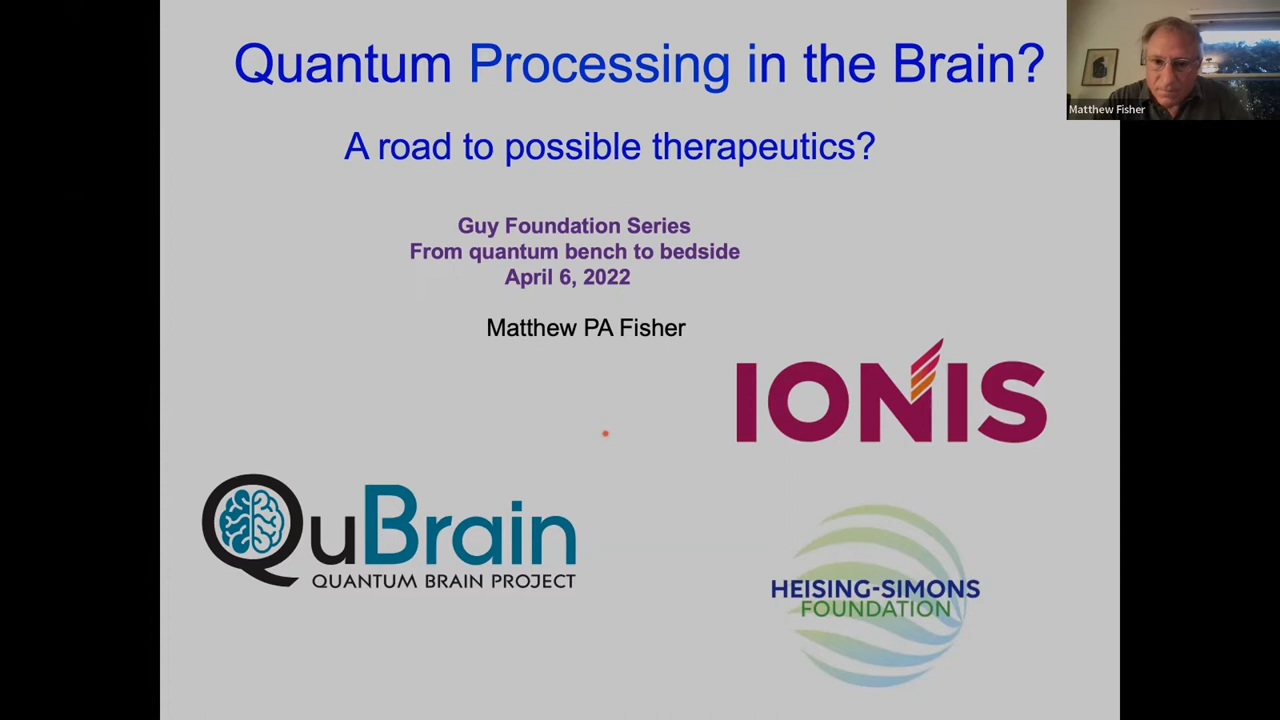 Quantum Processing in the Brain?
A road to possible therapeutics?
Guy Foundation Series
From quantum bench to bedside
April 6, 2022
Matthew PA Fisher
IONIS
QuBrain
QUANTUM BRAIN PROJECT
HEISING-SIMONS
FOUNDATION
Matthew Fisher